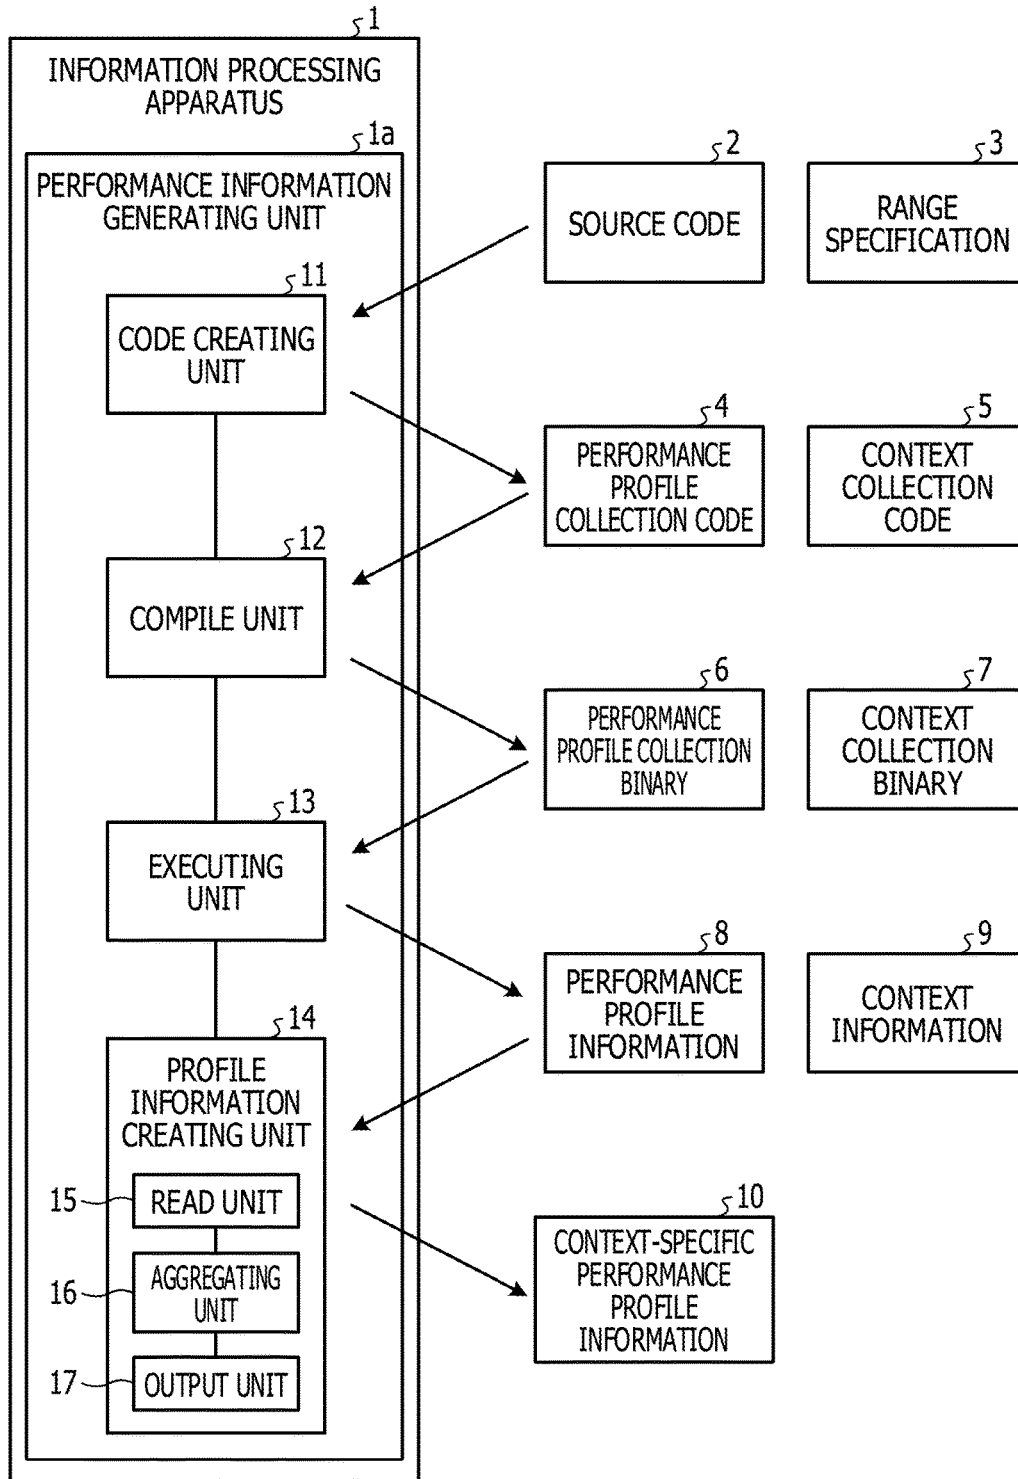 1
INFORMATION PROCESSING
APPARATUS
1a
PERFORMANCE INFORMATION
GENERATING UNIT
2
SOURCE CODE
3
RANGE
SPECIFICATION
11
CODE CREATING
UNIT
4
PERFORMANCE
PROFILE
COLLECTION CODE
5
CONTEXT
COLLECTION
CODE
12
COMPILE UNIT
6
PERFORMANCE
PROFILE COLLECTION
BINARY
7
CONTEXT
COLLECTION
BINARY
13
EXECUTING
UNIT
8
PERFORMANCE
PROFILE
INFORMATION
9
CONTEXT
INFORMATION
14
PROFILE
INFORMATION
CREATING UNIT
15
READ UNIT
16
AGGREGATING
UNIT
17
OUTPUT UNIT
10
CONTEXT-SPECIFIC
PERFORMANCE
PROFILE
INFORMATION